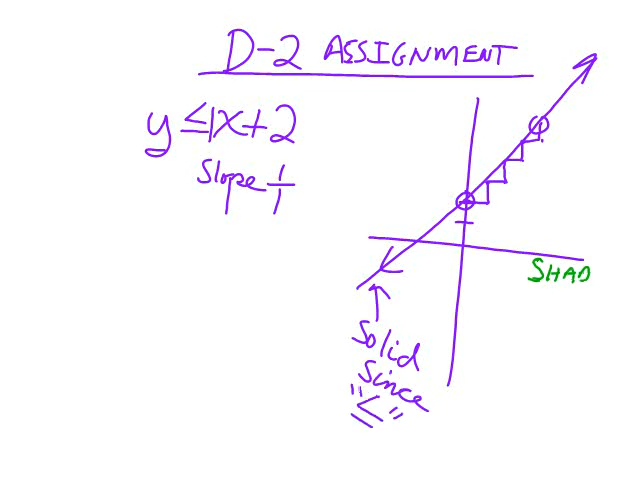 D-2 ASSIGNMENT
y ≤ 1x + 2
Slope 1/1
Solid
Since
"≤"
SHAD